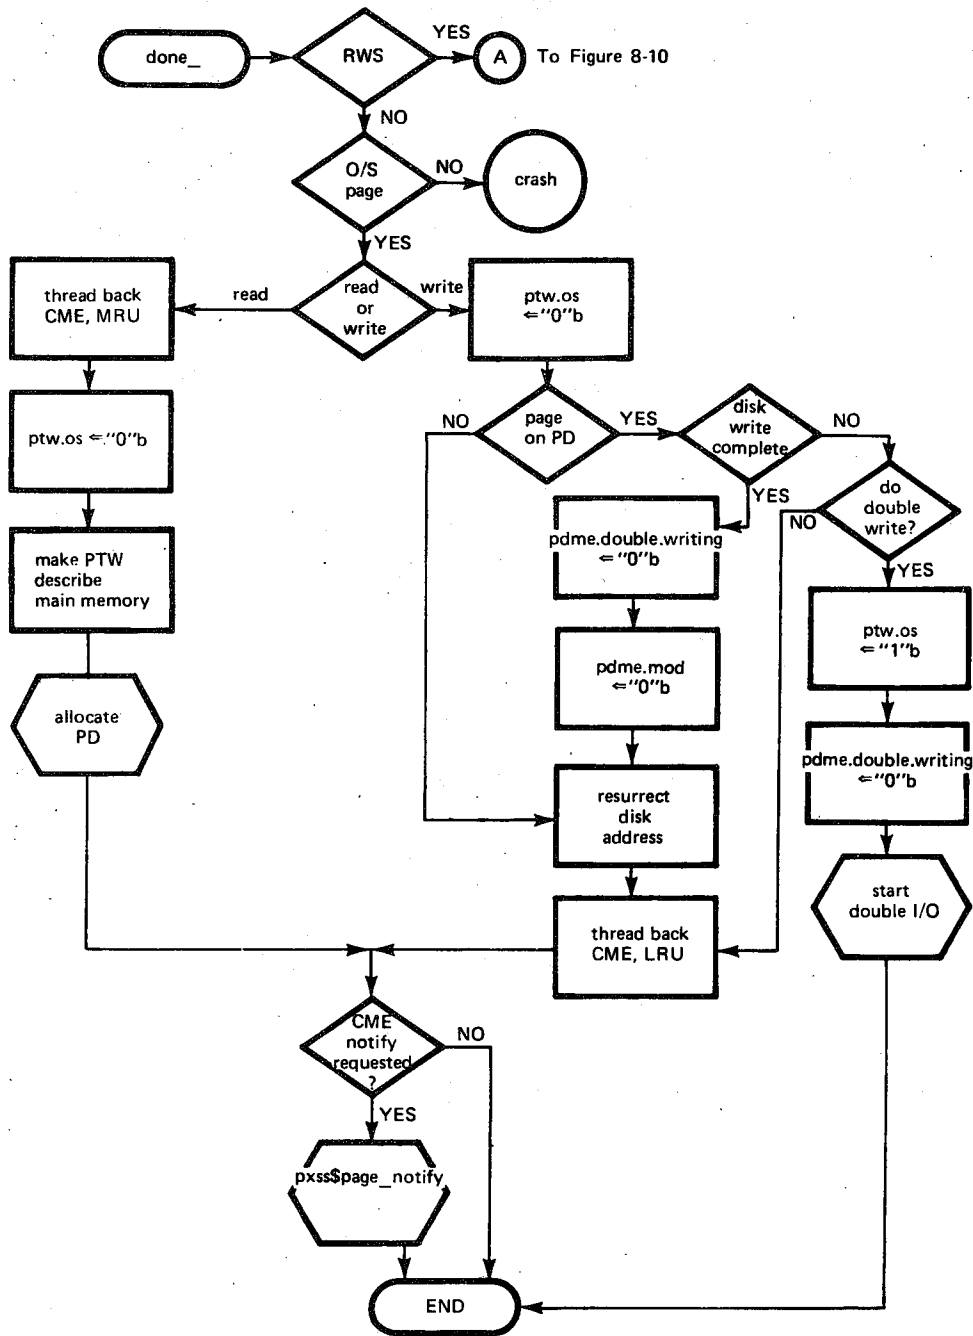 done_
RWS
YES
A
To Figure 8-10
NO
O/S
page
NO
crash
YES
read
or
write
read
write
thread back
CME, MRU
ptw.os
⇐"0"b
ptw.os ⇐"0"b
NO
page
on PD
YES
disk
write
complete
NO
YES
do
double
write?
NO
YES
make PTW
describe
main memory
pdme.double.writing
⇐"0"b
ptw.os
⇐"1"b
pdme.mod
⇐"0"b
allocate
PD
pdme.double.writing
⇐"0"b
resurrect
disk
address
start
double I/O
thread back
CME, LRU
CME
notify
requested
?
NO
YES
pxss$page_notify
END